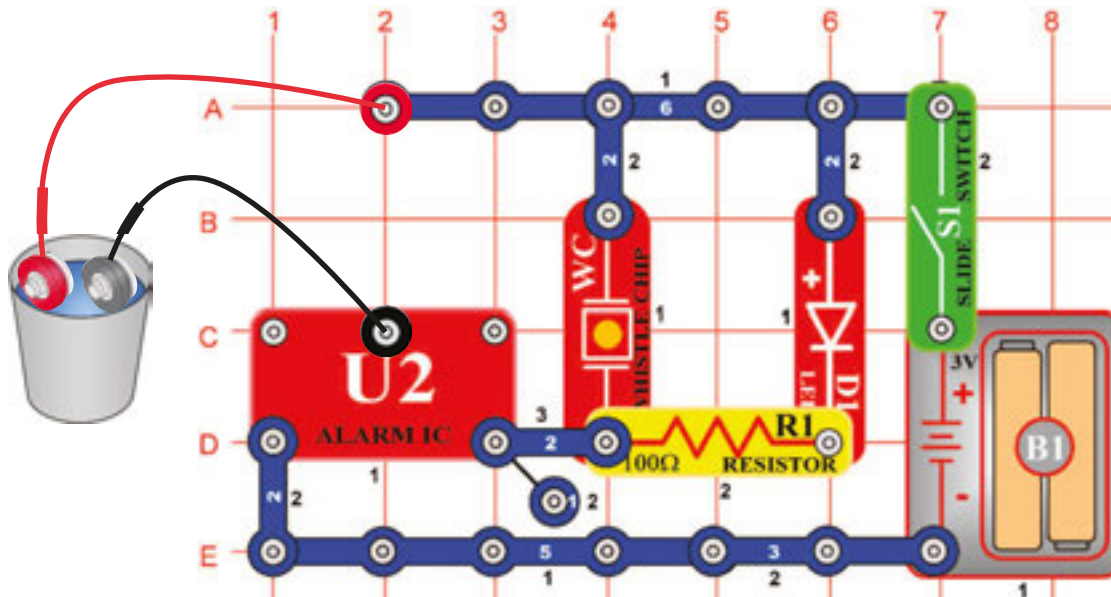 1 2 3 4 5 6 7 8
A
1
6
2 2
2 2
2
S1
SLIDE SWITCH
B
WC
WHISTLE CHIP
1
+
1
D1
C
U2
ALARM IC
1
3V
+
-
B1
1
3
2
D
R1
100Ω RESISTOR
2
1 2
2 2
E
5
1
3
2